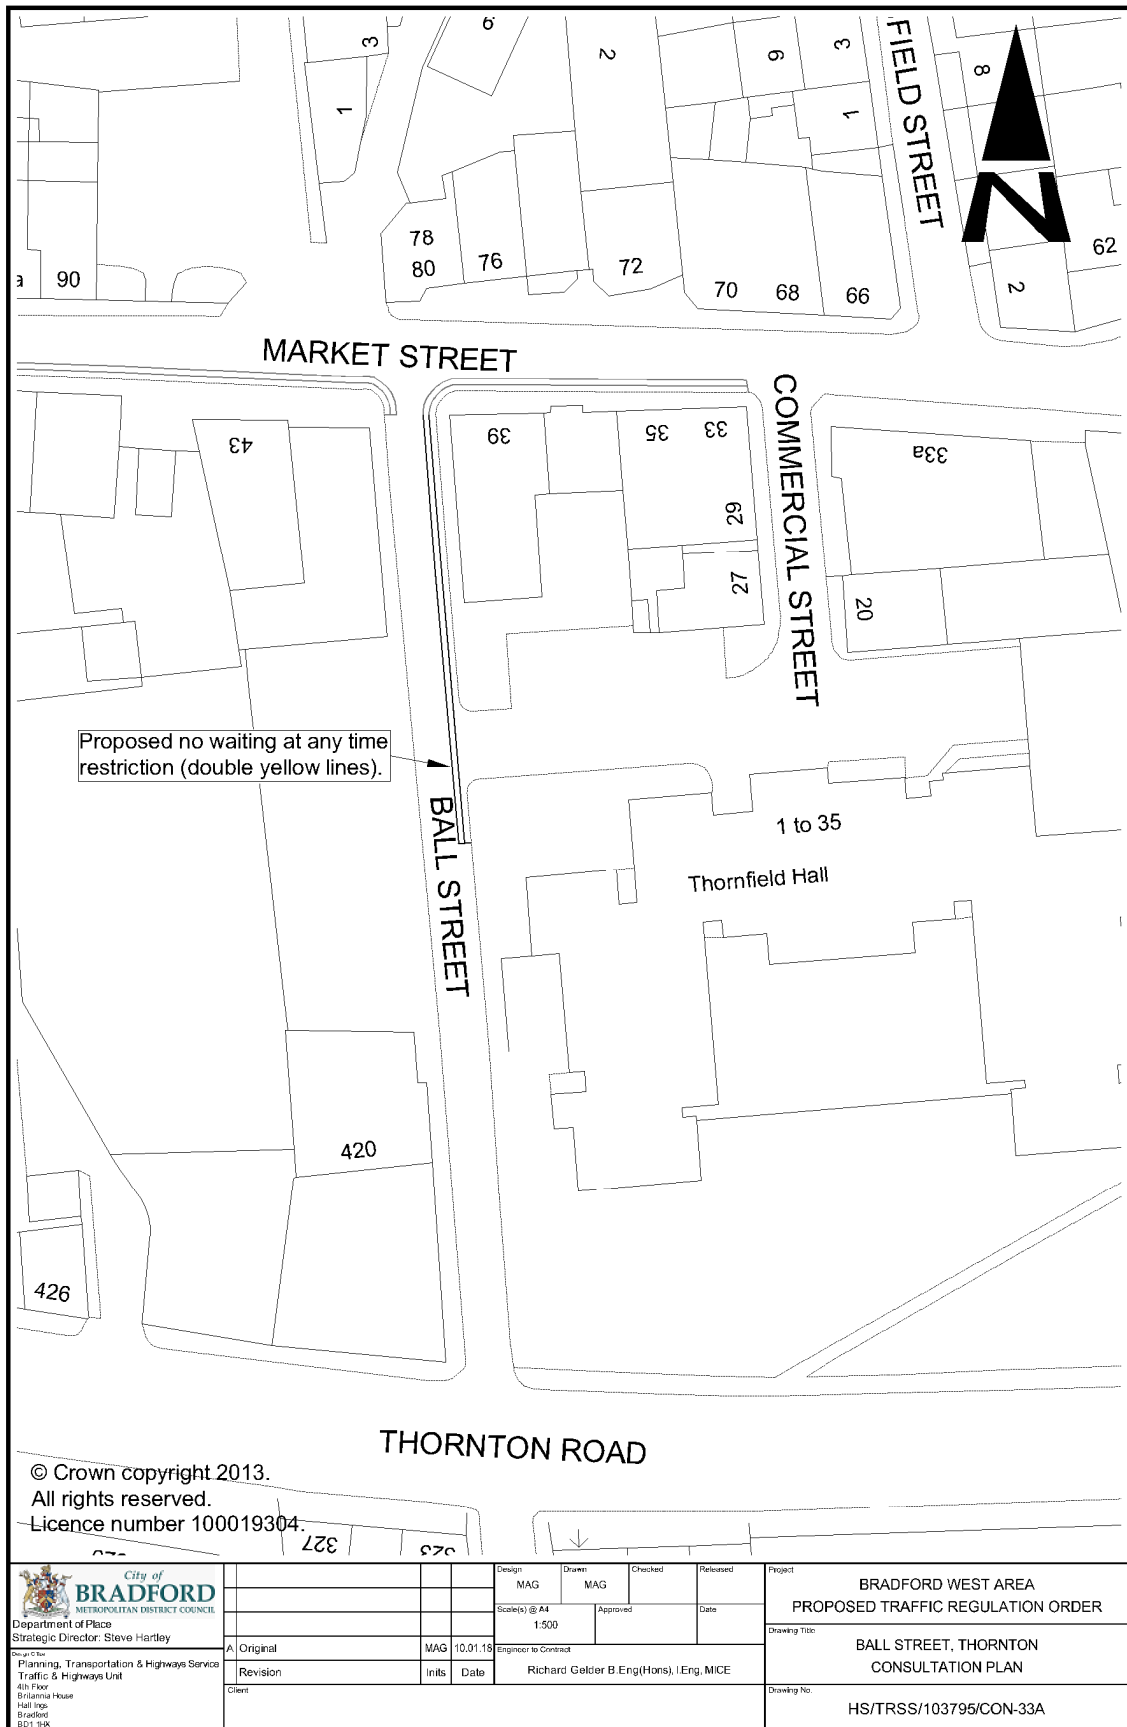 3
1
6
2
6
3
1
FIELD STREET
8
78
80
76
72
70
68
66
62
2
a
90
MARKET STREET
COMMERCIAL STREET
43
39
35
33
33a
29
27
20
Proposed no waiting at any time
restriction (double yellow lines).
BALL STREET
1 to 35
Thornfield Hall
420
426
THORNTON ROAD
© Crown copyright 2013.
All rights reserved.
Licence number 100019304.
327
N
City of
BRADFORD
METROPOLITAN DISTRICT COUNCIL
Department of Place
Strategic Director: Steve Hartley
Design Office
Planning, Transportation & Highways Service
Traffic & Highways Unit
4th Floor
Britannia House
Hall Ings
Bradford
BD1 1HX
A Original MAG 10.01.18
Revision Inits Date
Client
Design Drawn Checked Released
MAG MAG
Scale(s) @ A4 Approved Date
1:500
Engineer to Contract
Richard Gelder B.Eng(Hons), I.Eng, MICE
Project
BRADFORD WEST AREA
PROPOSED TRAFFIC REGULATION ORDER
Drawing Title
BALL STREET, THORNTON
CONSULTATION PLAN
Drawing No.
HS/TRSS/103795/CON-33A